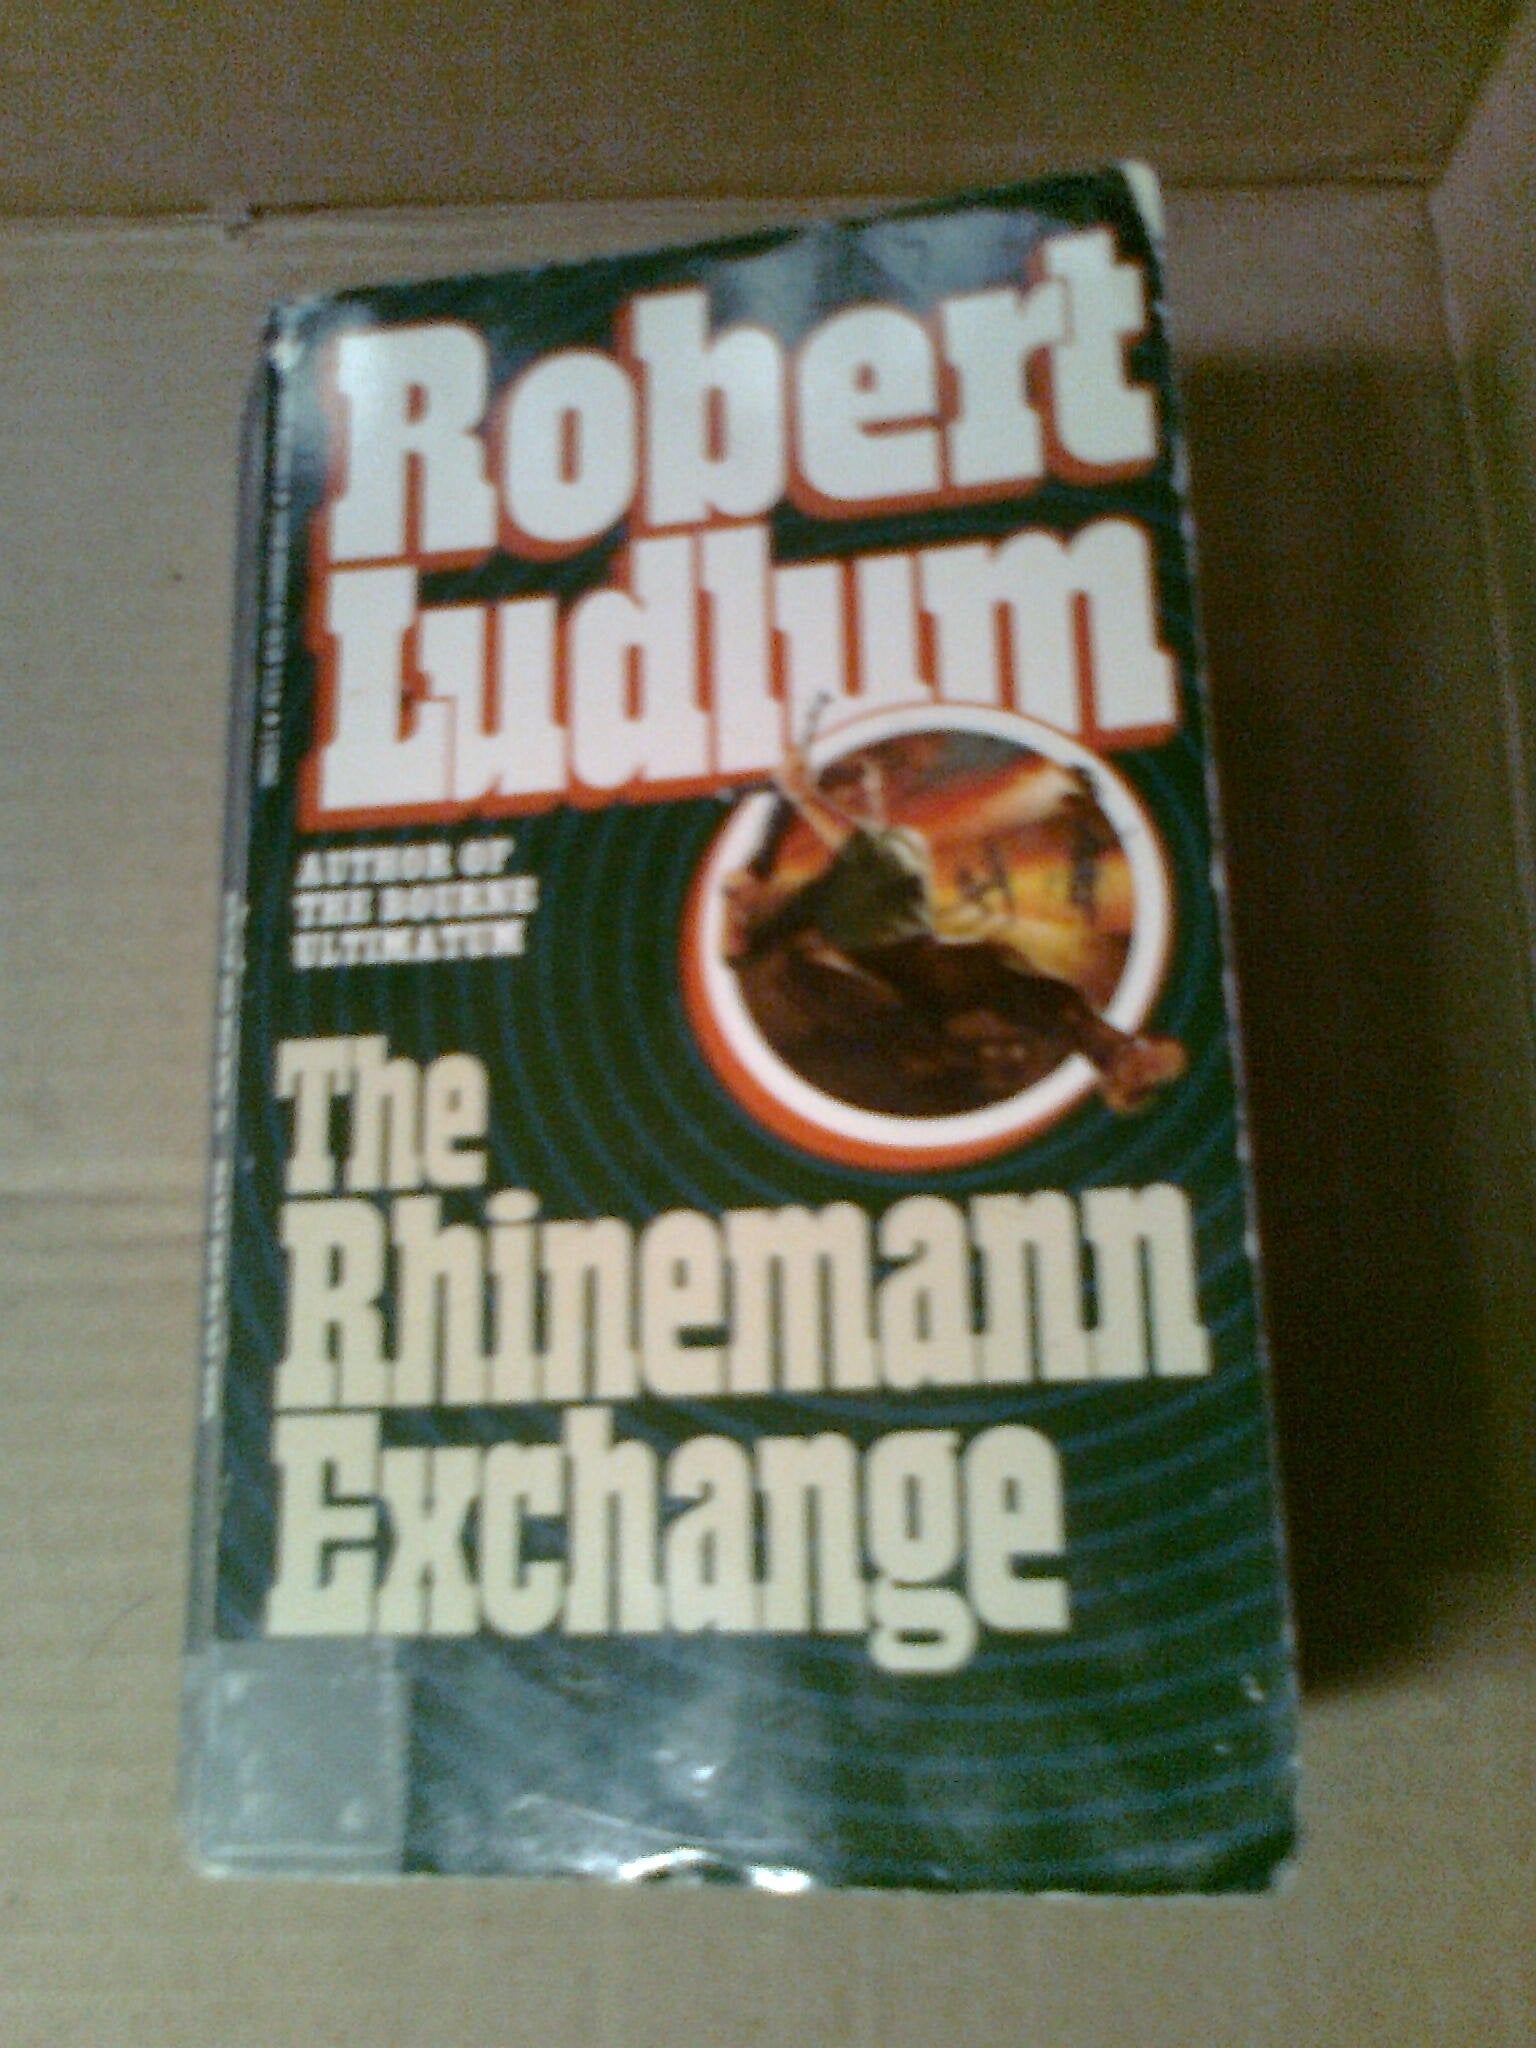 Robert
Ludlum
AUTHOR OF
THE BOURNE
ULTIMATUM
The
Rhinemann
Exchange